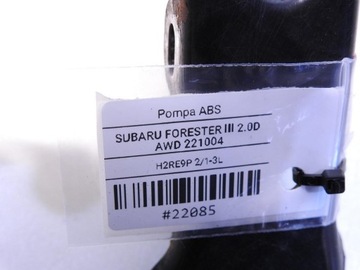 Pompa ABS
SUBARU FORESTER III 2.0D
AWD 221004
H2RE9P 2/1-3L
#22085